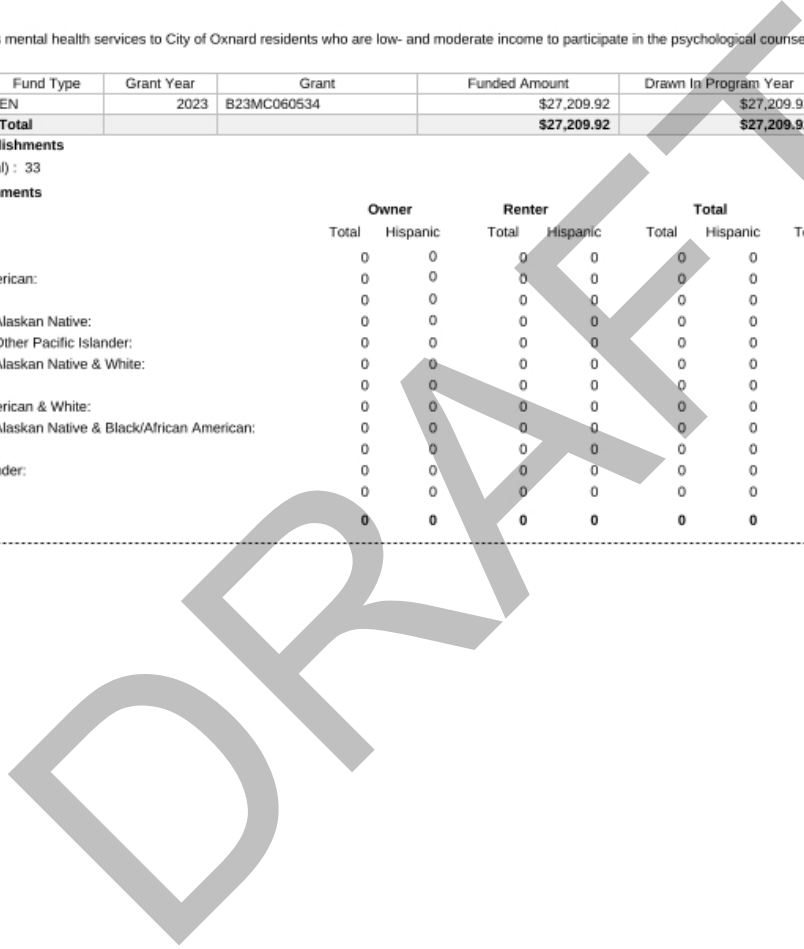 mental health services to City of Oxnard residents who are low- and moderate income to participate in the psychological counse
Fund Type Grant Year Grant Funded Amount Drawn In Program Year
EN 2023 B23MC060534 $27,209.92 $27,209.9
Total $27,209.92 $27,209.9
lishments
al) : 33
ments
Owner Renter Total
Total Hispanic Total Hispanic Total Hispanic T
0 0 0 0 0 0
erican: 0 0 0 0 0 0
0 0 0 0 0 0
Alaskan Native: 0 0 0 0 0 0
Other Pacific Islander: 0 0 0 0 0 0
Alaskan Native & White: 0 0 0 0 0 0
0 0 0 0 0 0
erican & White: 0 0 0 0 0 0
Alaskan Native & Black/African American: 0 0 0 0 0 0
0 0 0 0 0 0
nder: 0 0 0 0 0 0
0 0 0 0 0 0
0 0 0 0 0 0
DRAFT